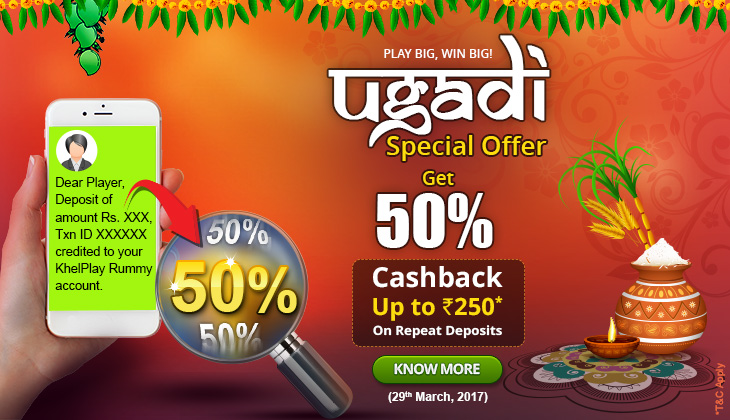 PLAY BIG, WIN BIG!
ugadi
Special Offer
Get
50%
Cashback
Up to ₹250*
On Repeat Deposits
KNOW MORE
(29th March, 2017)
Dear Player,
Deposit of
amount Rs. XXX,
Txn ID XXXXXX
credited to your
KhelPlay Rummy
account.
50%
50%
50%
*T&C Apply